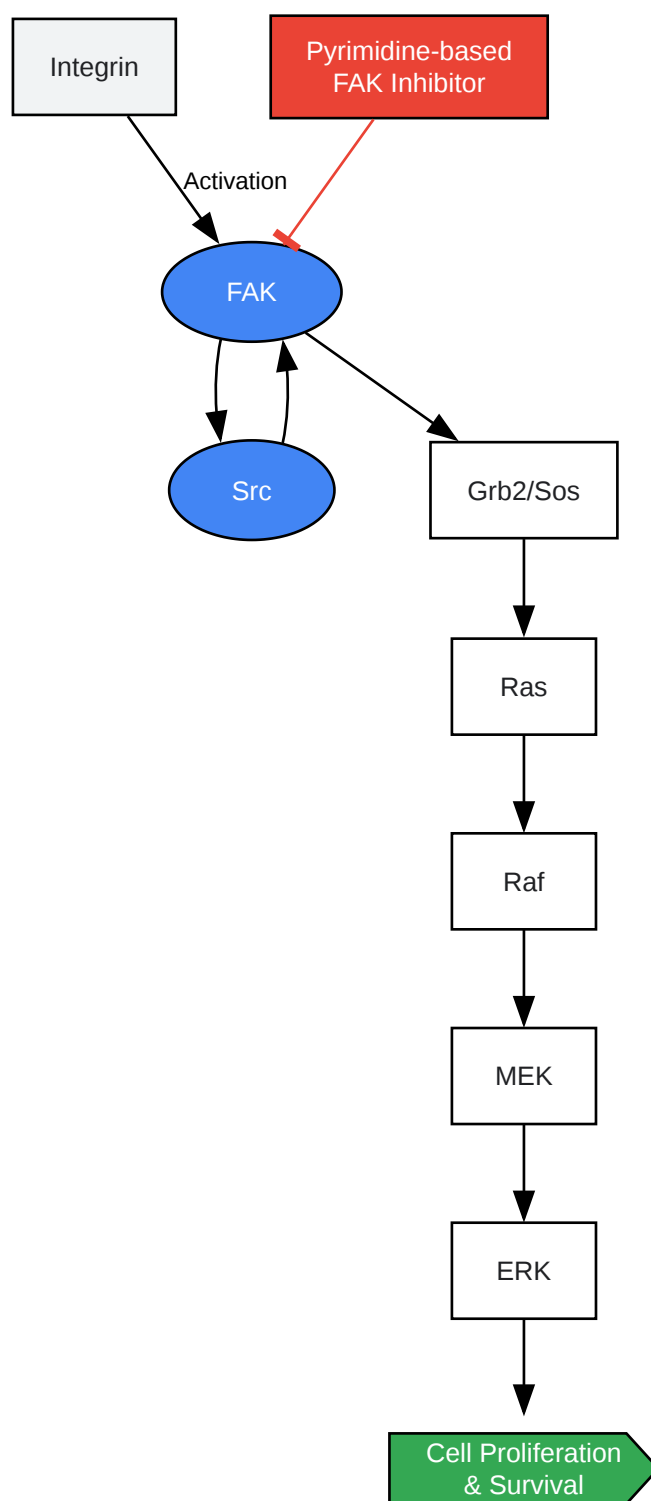 Integrin
Pyrimidine-based
FAK Inhibitor
Activation
FAK
Src
Grb2/Sos
Ras
Raf
MEK
ERK
Cell Proliferation
& Survival